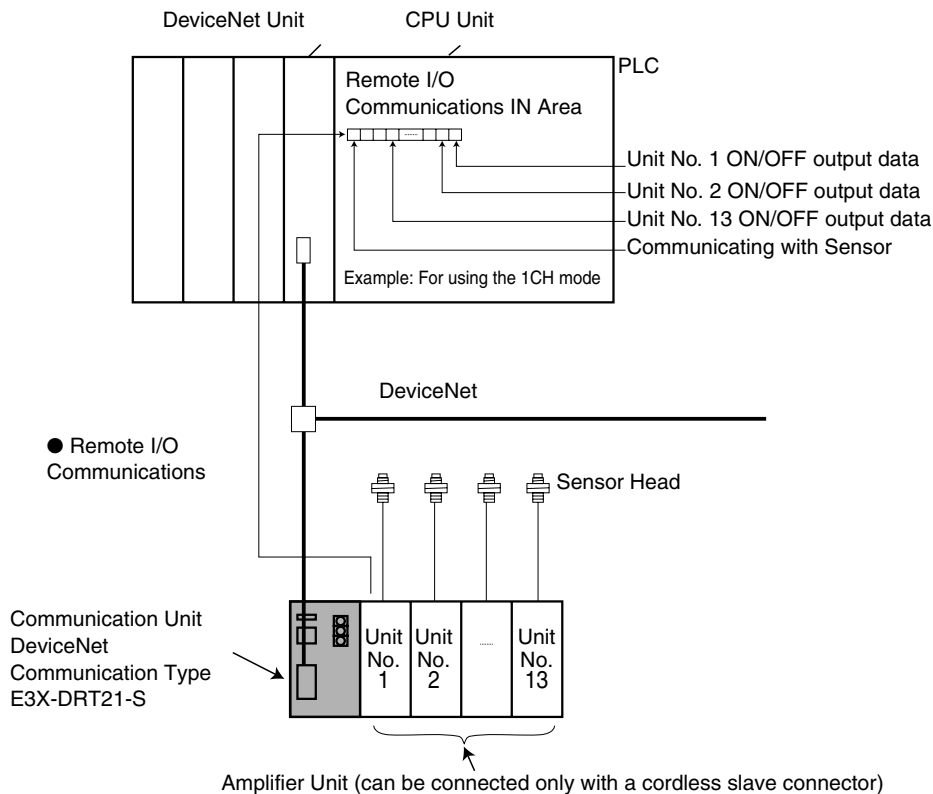 DeviceNet Unit
CPU Unit
PLC
Remote I/O
Communications IN Area
Unit No. 1 ON/OFF output data
Unit No. 2 ON/OFF output data
Unit No. 13 ON/OFF output data
Communicating with Sensor
Example: For using the 1CH mode
DeviceNet
● Remote I/O
Communications
Sensor Head
Communication Unit
DeviceNet
Communication Type
E3X-DRT21-S
Unit
No.
1
Unit
No.
2
......
Unit
No.
13
Amplifier Unit (can be connected only with a cordless slave connector)